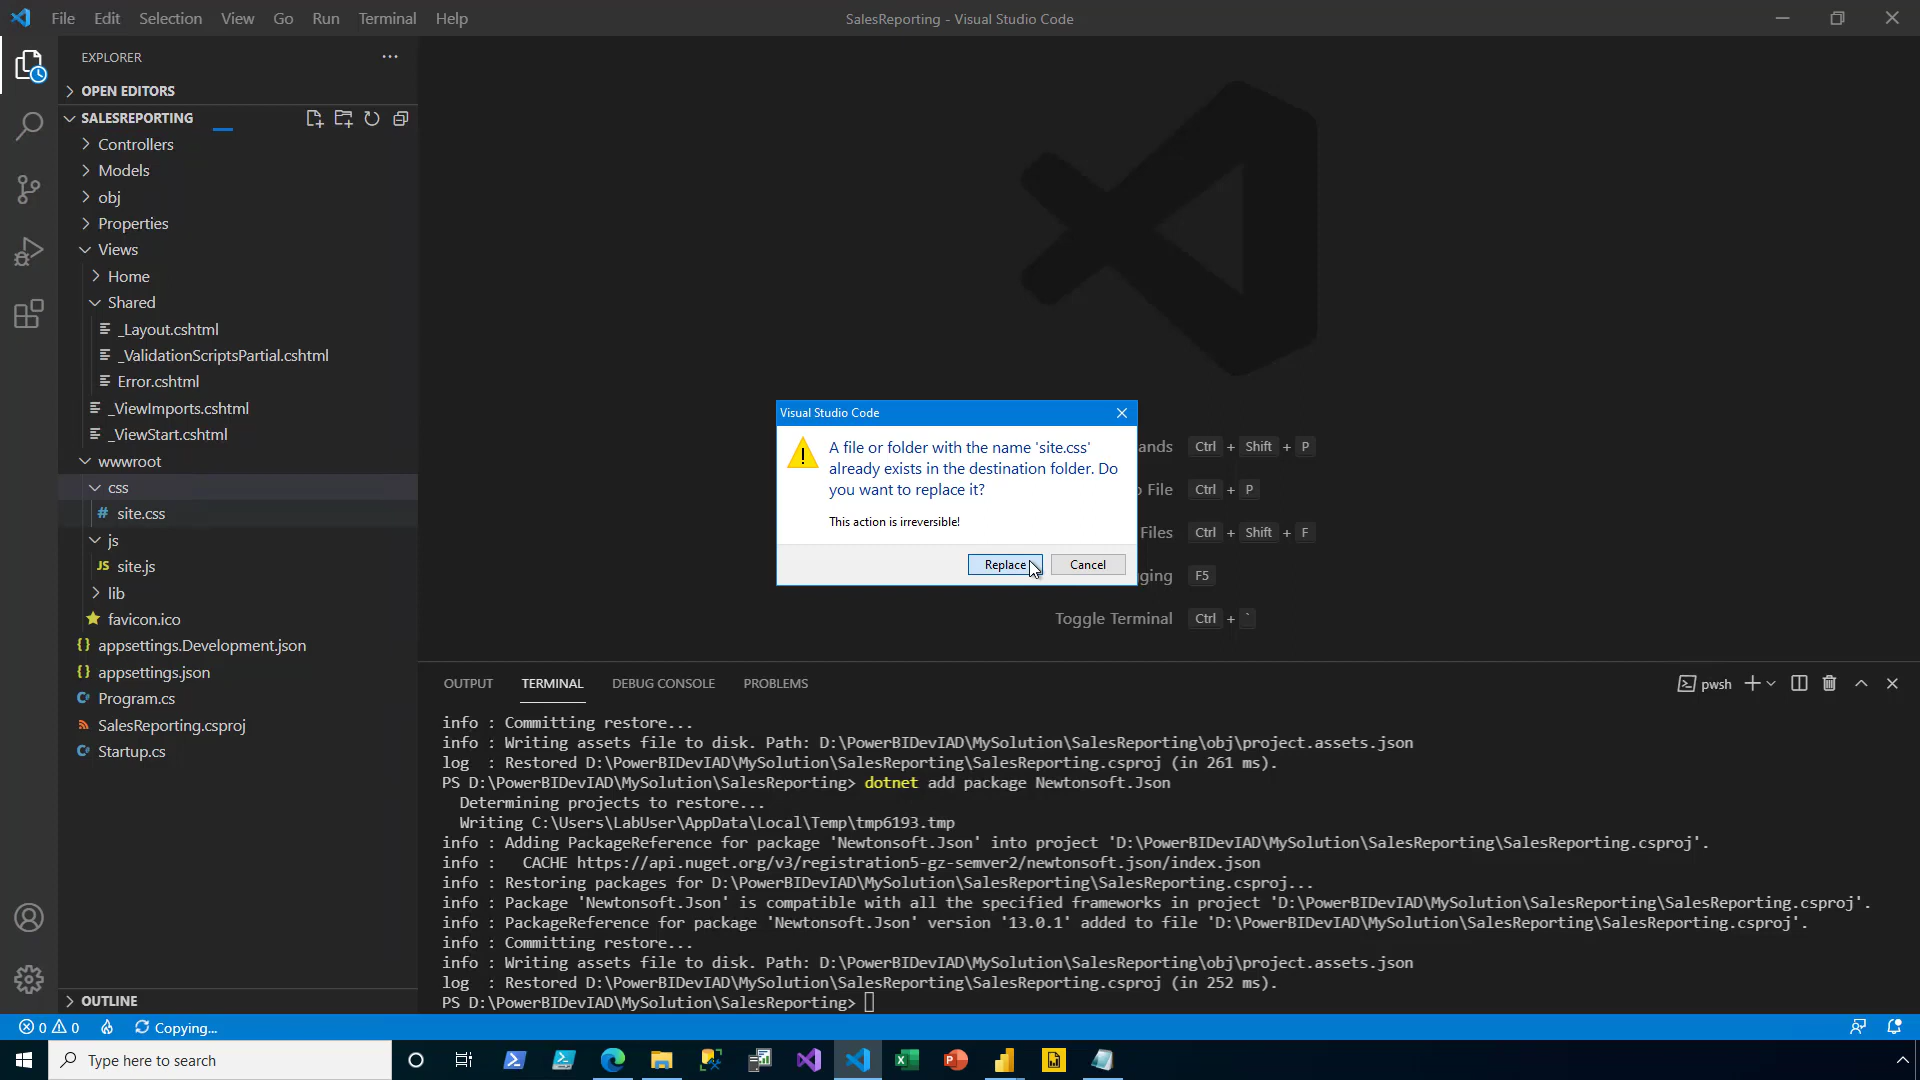 File Edit Selection View Go Run Terminal Help
SalesReporting - Visual Studio Code
EXPLORER
OPEN EDITORS
SALESREPORTING
Controllers
Models
obj
Properties
Views
Home
Shared
_Layout.cshtml
_ValidationScriptsPartial.cshtml
Error.cshtml
_ViewImports.cshtml
_ViewStart.cshtml
wwwroot
css
# site.css
js
JS site.js
lib
favicon.ico
{} appsettings.Development.json
{} appsettings.json
Program.cs
SalesReporting.csproj
Startup.cs
OUTLINE
Visual Studio Code
A file or folder with the name 'site.css'
already exists in the destination folder. Do
you want to replace it?
This action is irreversible!
Replace Cancel
ands Ctrl + Shift + P
File Ctrl + P
Files Ctrl + Shift + F
ging F5
Toggle Terminal Ctrl + `
OUTPUT TERMINAL DEBUG CONSOLE PROBLEMS
pwsh
info : Committing restore...
info : Writing assets file to disk. Path: D:\PowerBIDevIAD\MySolution\SalesReporting\obj\project.assets.json
log  : Restored D:\PowerBIDevIAD\MySolution\SalesReporting\SalesReporting.csproj (in 261 ms).
PS D:\PowerBIDevIAD\MySolution\SalesReporting> dotnet add package Newtonsoft.Json
Determining projects to restore...
Writing C:\Users\LabUser\AppData\Local\Temp\tmp6193.tmp
info : Adding PackageReference for package 'Newtonsoft.Json' into project 'D:\PowerBIDevIAD\MySolution\SalesReporting\SalesReporting.csproj'.
info :   CACHE https://api.nuget.org/v3/registration5-gz-semver2/newtonsoft.json/index.json
info : Restoring packages for D:\PowerBIDevIAD\MySolution\SalesReporting\SalesReporting.csproj...
info : Package 'Newtonsoft.Json' is compatible with all the specified frameworks in project 'D:\PowerBIDevIAD\MySolution\SalesReporting\SalesReporting.csproj'.
info : PackageReference for package 'Newtonsoft.Json' version '13.0.1' added to file 'D:\PowerBIDevIAD\MySolution\SalesReporting\SalesReporting.csproj'.
info : Committing restore...
info : Writing assets file to disk. Path: D:\PowerBIDevIAD\MySolution\SalesReporting\obj\project.assets.json
log  : Restored D:\PowerBIDevIAD\MySolution\SalesReporting\SalesReporting.csproj (in 252 ms).
PS D:\PowerBIDevIAD\MySolution\SalesReporting>
0 0 Copying...
Type here to search